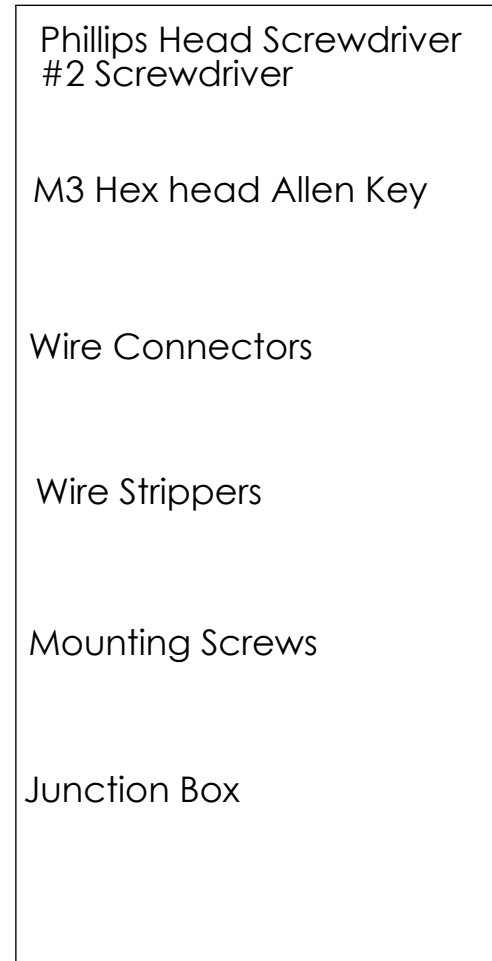 Phillips Head Screwdriver
#2 Screwdriver
M3 Hex head Allen Key
Wire Connectors
Wire Strippers
Mounting Screws
Junction Box